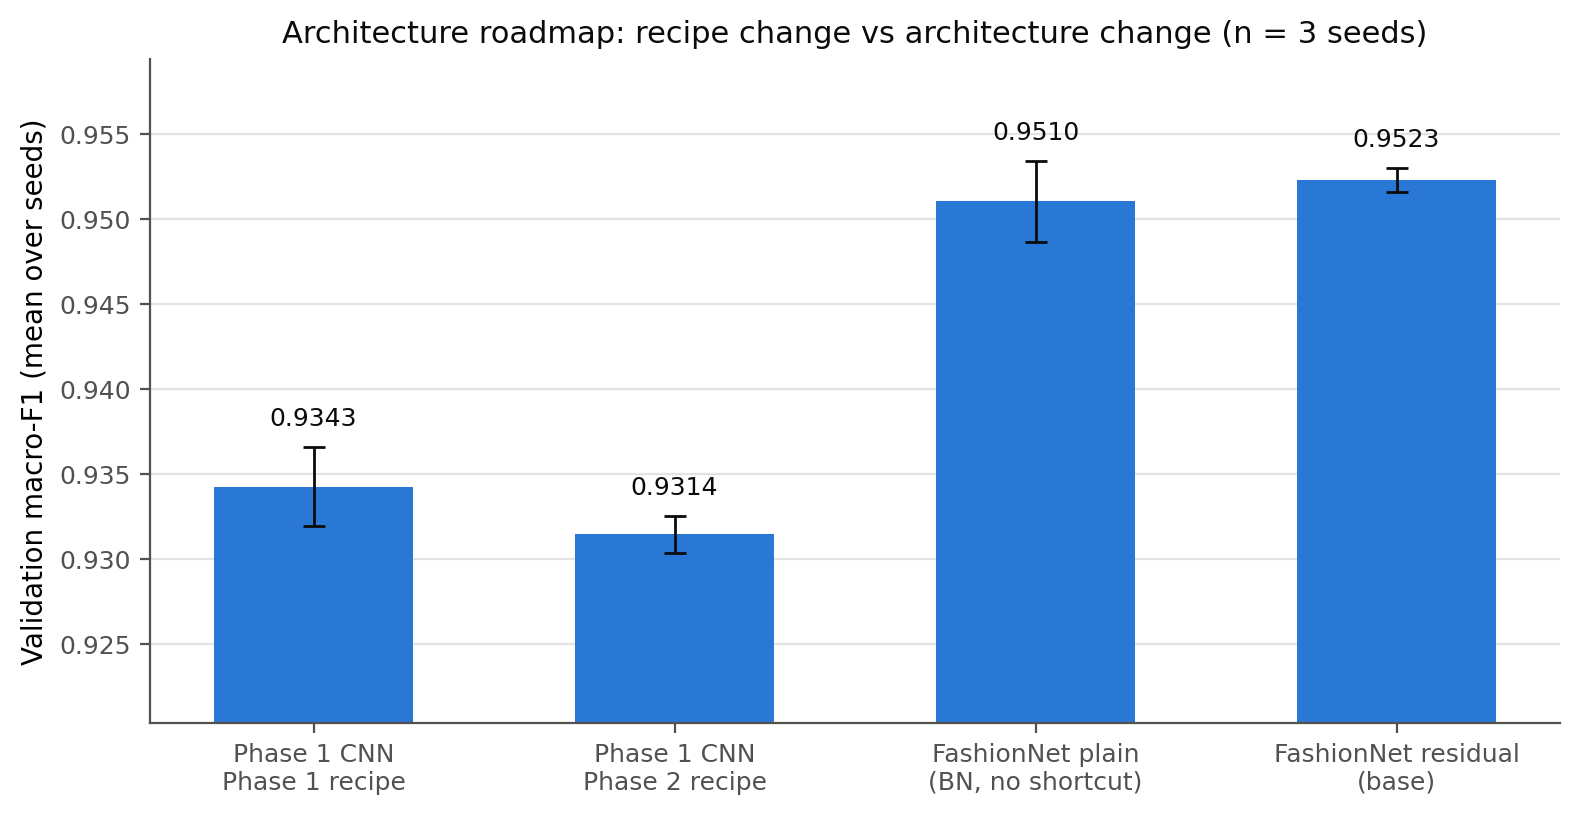 Architecture roadmap: recipe change vs architecture change (n = 3 seeds)
Validation macro-F1 (mean over seeds)
0.955
0.950
0.945
0.940
0.935
0.930
0.925
0.9343
0.9314
0.9510
0.9523
Phase 1 CNN
Phase 1 recipe
Phase 1 CNN
Phase 2 recipe
FashionNet plain
(BN, no shortcut)
FashionNet residual
(base)